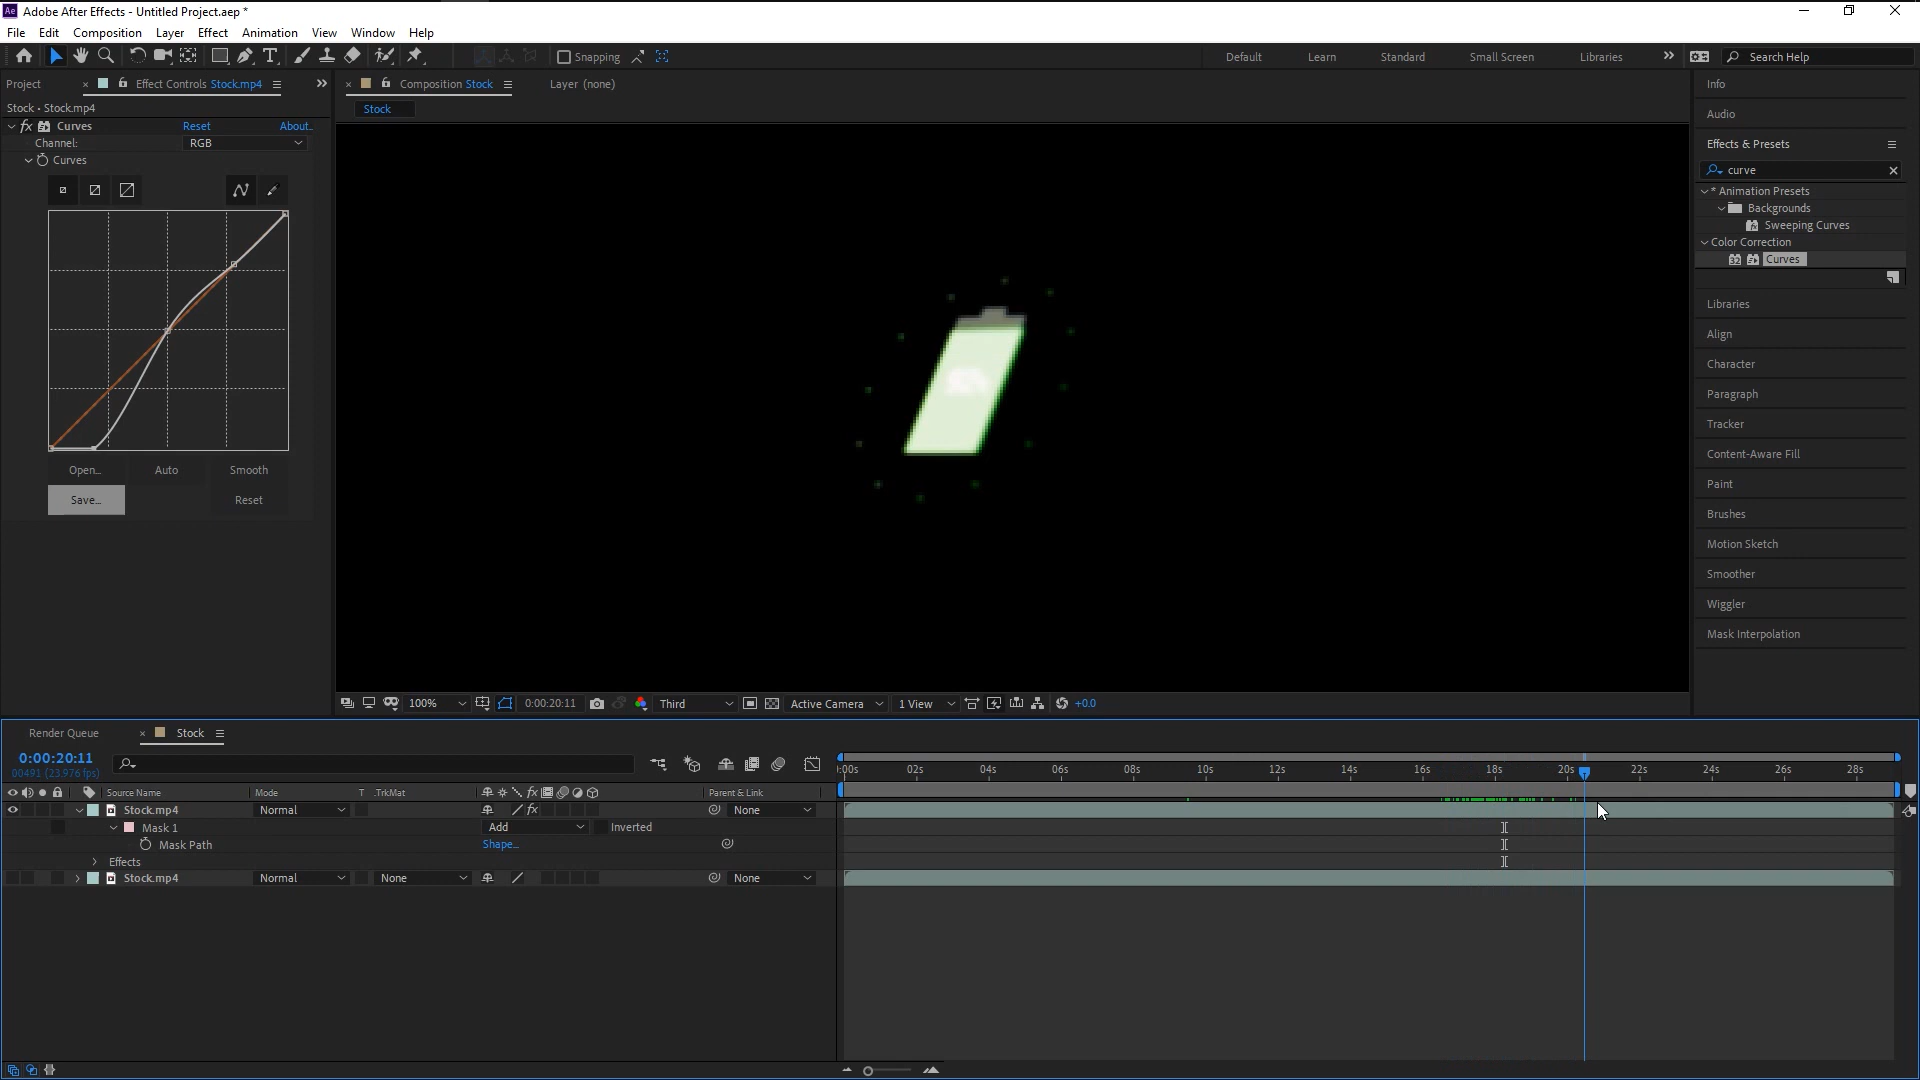 Ae Adobe After Effects - Untitled Project.aep *
File Edit Composition Layer Effect Animation View Window Help
Snapping Default Learn Standard Small Screen Libraries Search Help
Project Effect Controls Stock.mp4 Composition Stock Layer (none)
Stock • Stock.mp4
Stock
fx Curves Reset About..
Channel: RGB
Curves
Open... Auto Smooth
Save... Reset
Info
Audio
Effects & Presets
curve
* Animation Presets
Backgrounds
Sweeping Curves
Color Correction
32 Curves
Libraries
Align
Character
Paragraph
Tracker
Content-Aware Fill
Paint
Brushes
Motion Sketch
Smoother
Wiggler
Mask Interpolation
100% 0:00:20:11 Third Active Camera 1 View +0.0
Render Queue Stock
0:00:20:11
00491 (23.976 fps)
:00s 02s 04s 06s 08s 10s 12s 14s 16s 18s 20s 22s 24s 26s 28s
Source Name Mode T .TrkMat fx Parent & Link
Stock.mp4 Normal fx None
Mask 1 Add Inverted
Mask Path Shape...
Effects
Stock.mp4 Normal None None